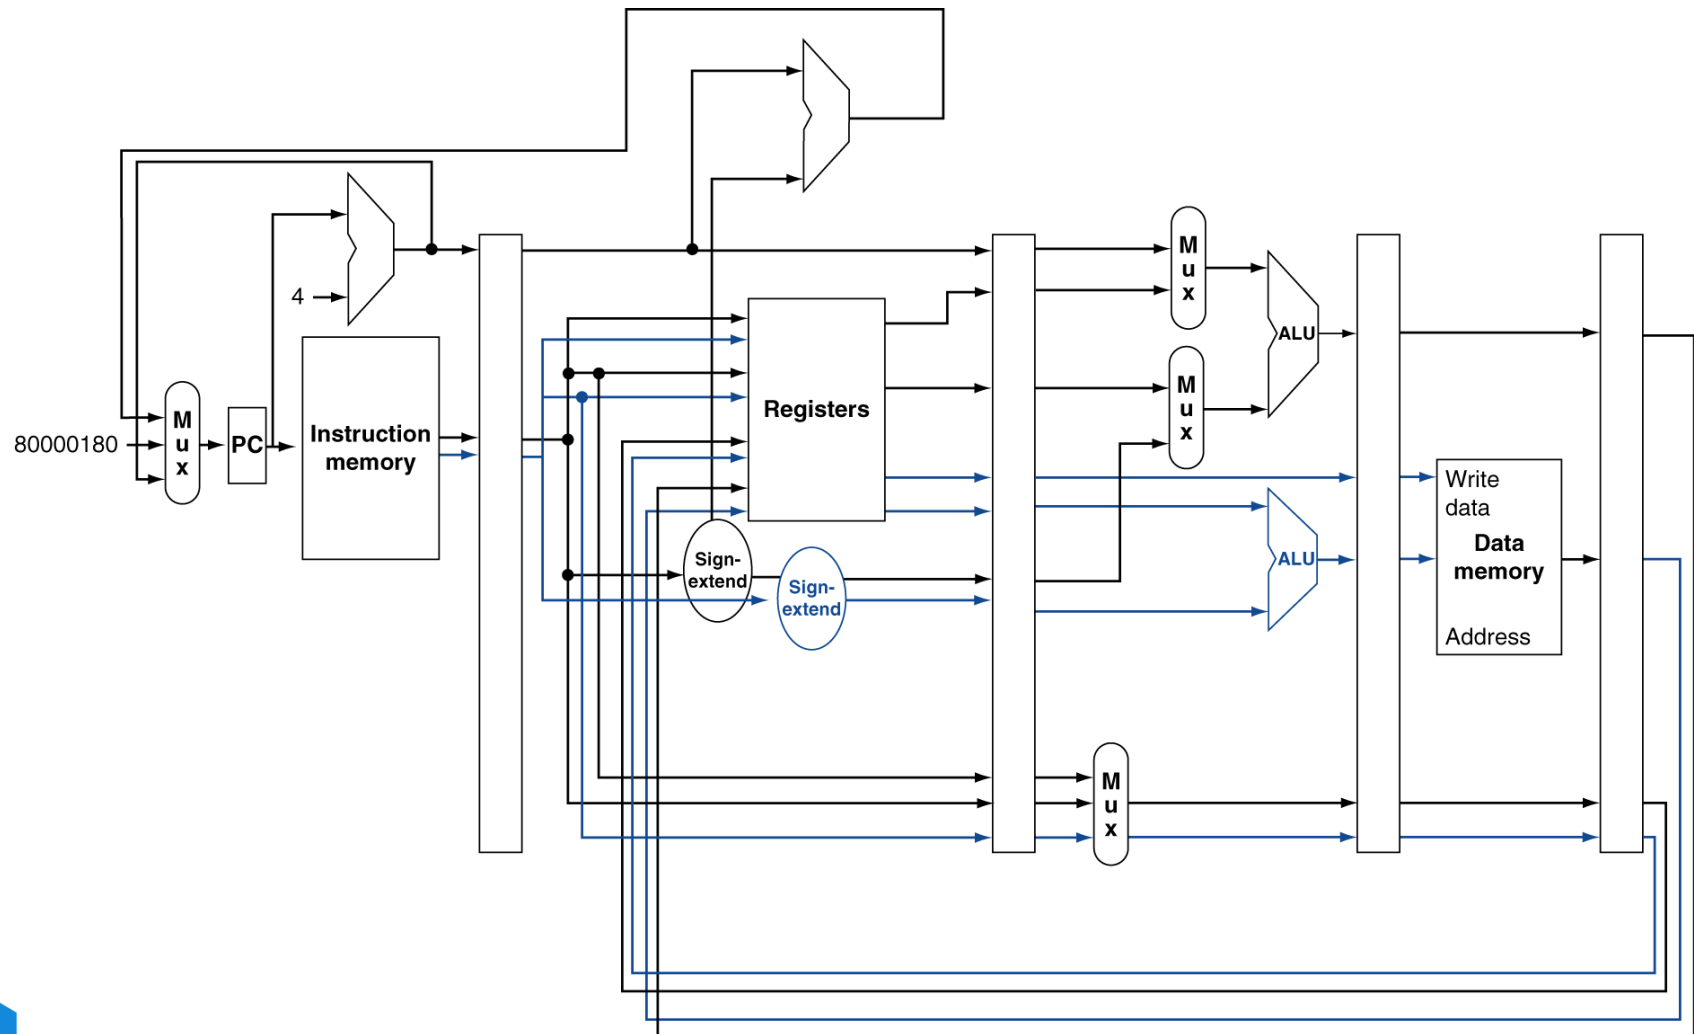 4
80000180
M
u
x
PC
Instruction
memory
Registers
Sign-
extend
Sign-
extend
M
u
x
M
u
x
ALU
ALU
M
u
x
Write
data
Data
memory
Address